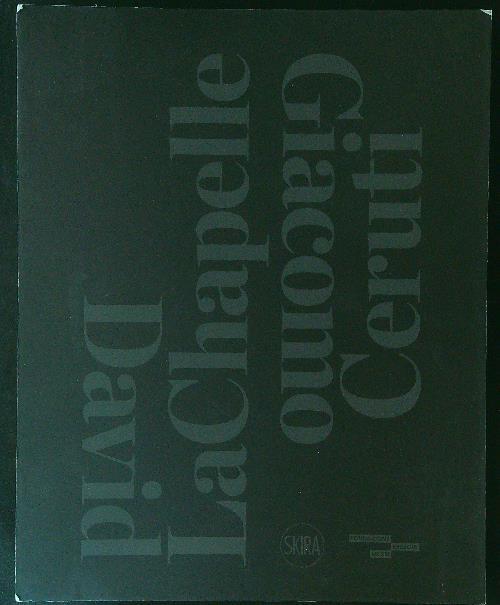 David
LaChapelle
Giacomo
Ceruti
SKIRA